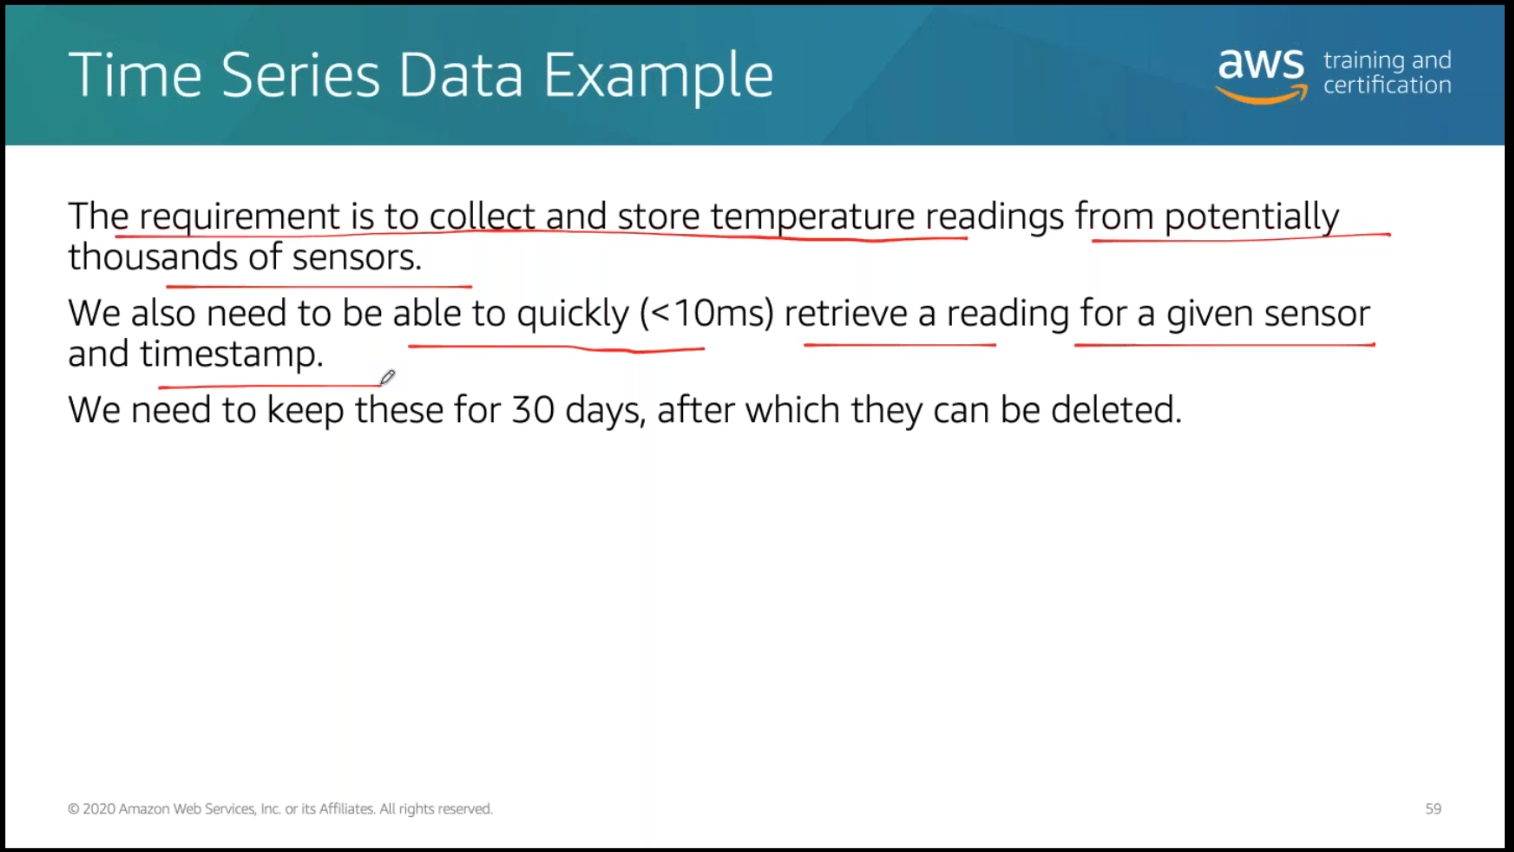 Time Series Data Example
aws
training and
certification
The requirement is to collect and store temperature readings from potentially
thousands of sensors.
We also need to be able to quickly (<10ms) retrieve a reading for a given sensor
and timestamp.
We need to keep these for 30 days, after which they can be deleted.
© 2020 Amazon Web Services, Inc. or its Affiliates. All rights reserved.
59